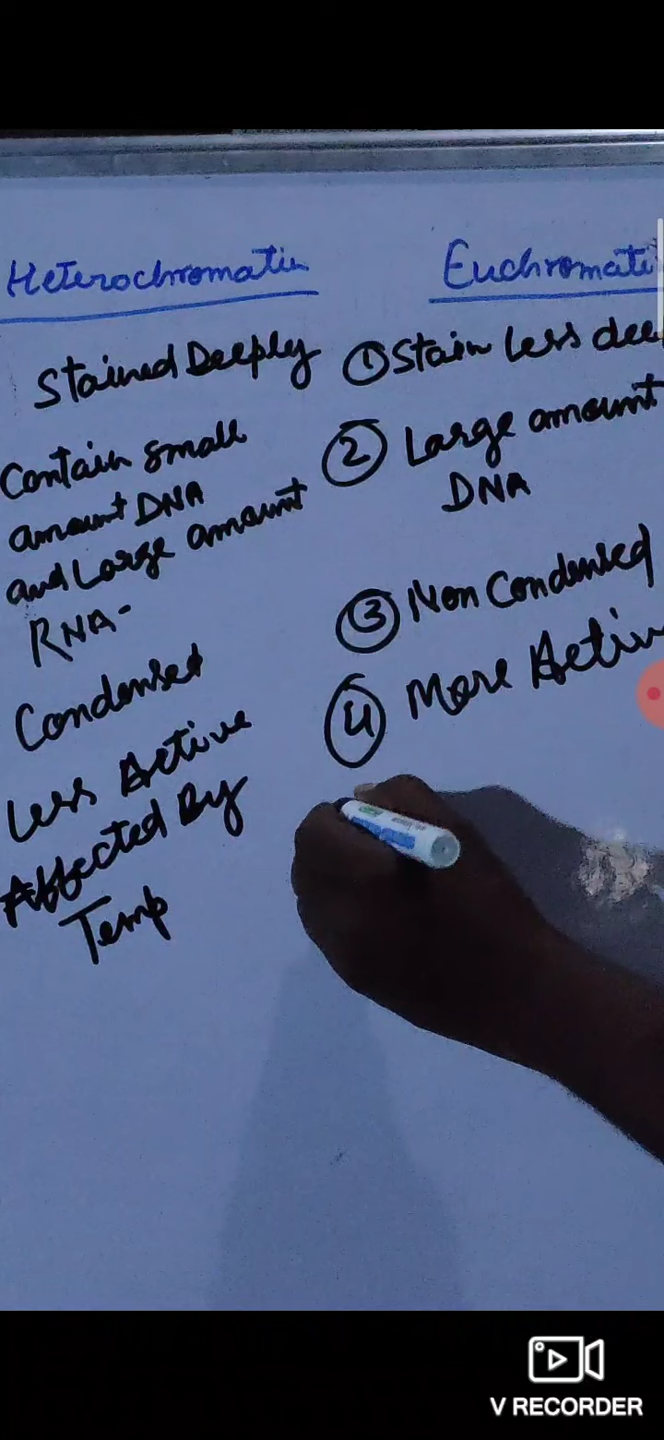 Heterochromatin
Stained Deeply
Contain small
amount DNA
and Large amount
RNA-
Condensed
Less Active
Affected By
Temp
Euchromati
① Stain Less dee
② Large amount
DNA
③ Non Condensed
④ More Activ
V RECORDER